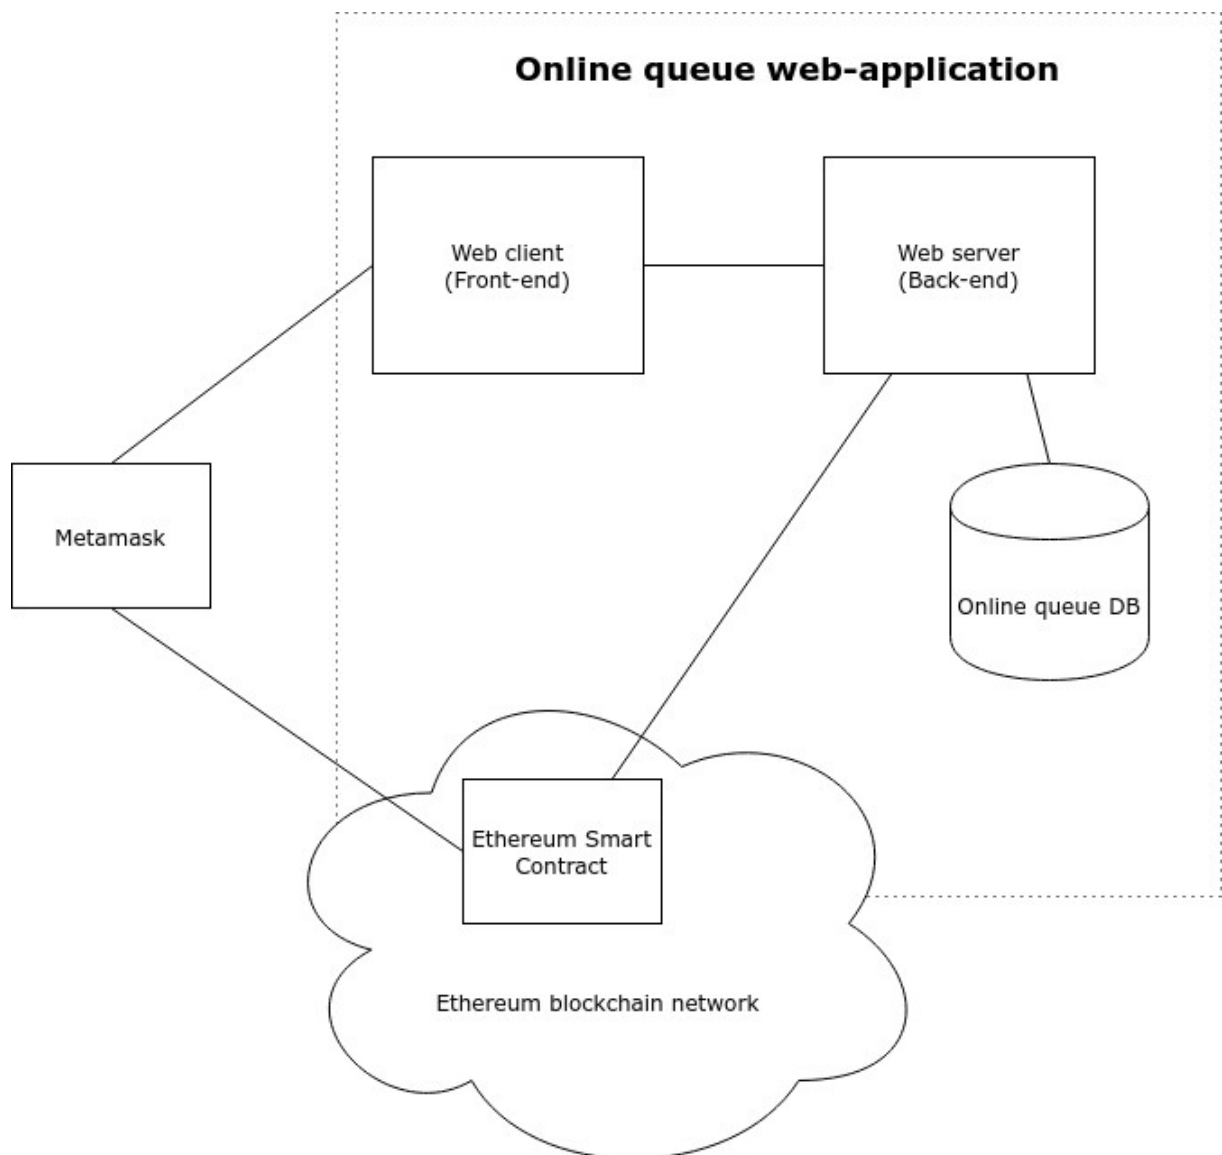 Online queue web-application
Web client
(Front-end)
Web server
(Back-end)
Metamask
Online queue DB
Ethereum Smart
Contract
Ethereum blockchain network